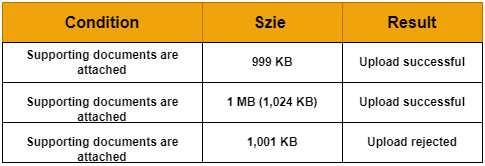 Condition Szie Result
Supporting documents are
attached 999 KB Upload successful
Supporting documents are
attached 1 MB (1,024 KB) Upload successful
Supporting documents are
attached 1,001 KB Upload rejected